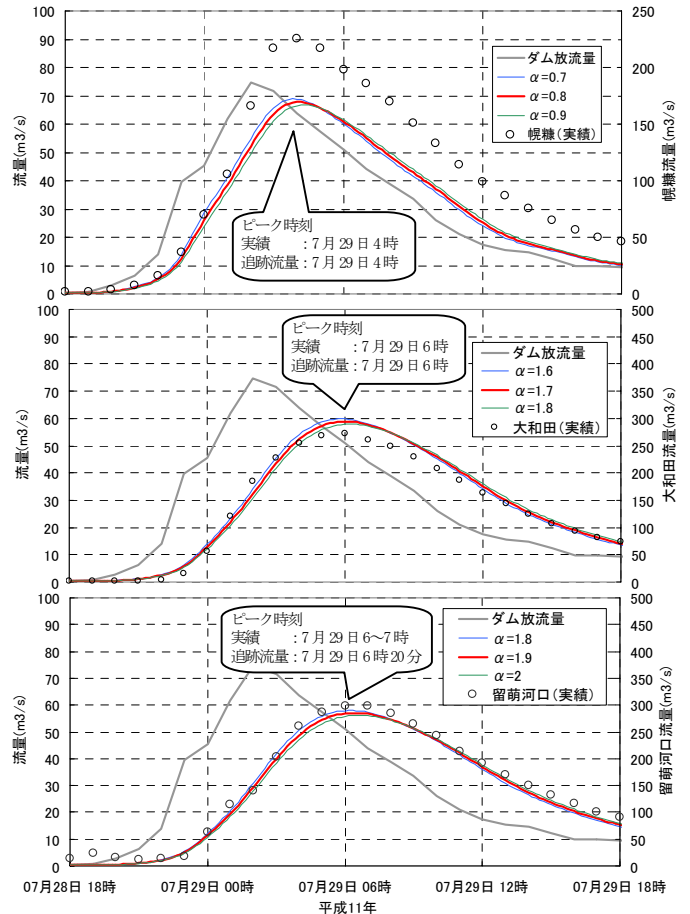 100
90
80
70
60
50
40
30
20
10
0
流量(m3/s)
ダム放流量
α=0.7
α=0.8
α=0.9
幌糠(実績)
ピーク時刻
実績 :7月29日4時
追跡流量:7月29日4時
250
200
150
100
50
0
幌糠流量(m3/s)
100
90
80
70
60
50
40
30
20
10
0
流量(m3/s)
ピーク時刻
実績 :7月29日6時
追跡流量:7月29日6時
ダム放流量
α=1.6
α=1.7
α=1.8
大和田(実績)
500
450
400
350
300
250
200
150
100
50
0
大和田流量(m3/s)
100
90
80
70
60
50
40
30
20
10
0
流量(m3/s)
ピーク時刻
実績 :7月29日6～7時
追跡流量:7月29日6時20分
ダム放流量
α=1.8
α=1.9
α=2
留萌河口(実績)
500
450
400
350
300
250
200
150
100
50
0
留萌河口流量(m3/s)
07月28日 18時
07月29日 00時
07月29日 06時
07月29日 12時
07月29日 18時
平成11年